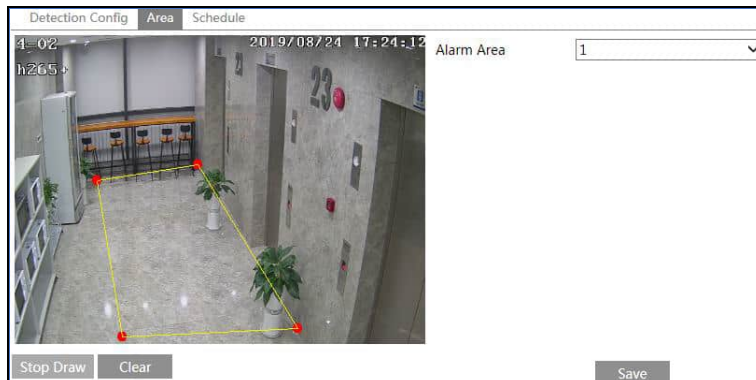 Detection Config Area Schedule
4-02 2019/08/24 17:24:12
h265+
Alarm Area 1
23
23
Stop Draw Clear
Save